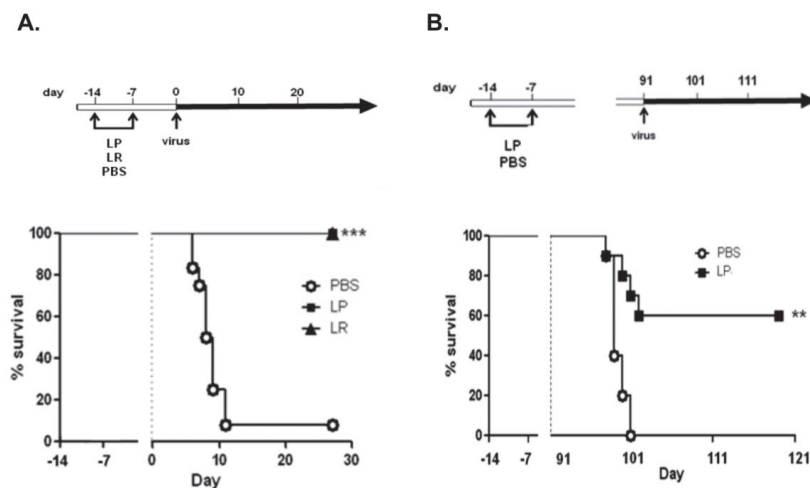 A.
day -14 -7 0 10 20
LP
LR
PBS
virus
% survival
100
80
60
40
20
0
***
PBS
LP
LR
-14 -7 0 10 20 30
Day
B.
-14 -7 91 101 111
LP
PBS
virus
% survival
100
80
60
40
20
0
PBS
LP
**
-14 -7 91 101 111 121
Day